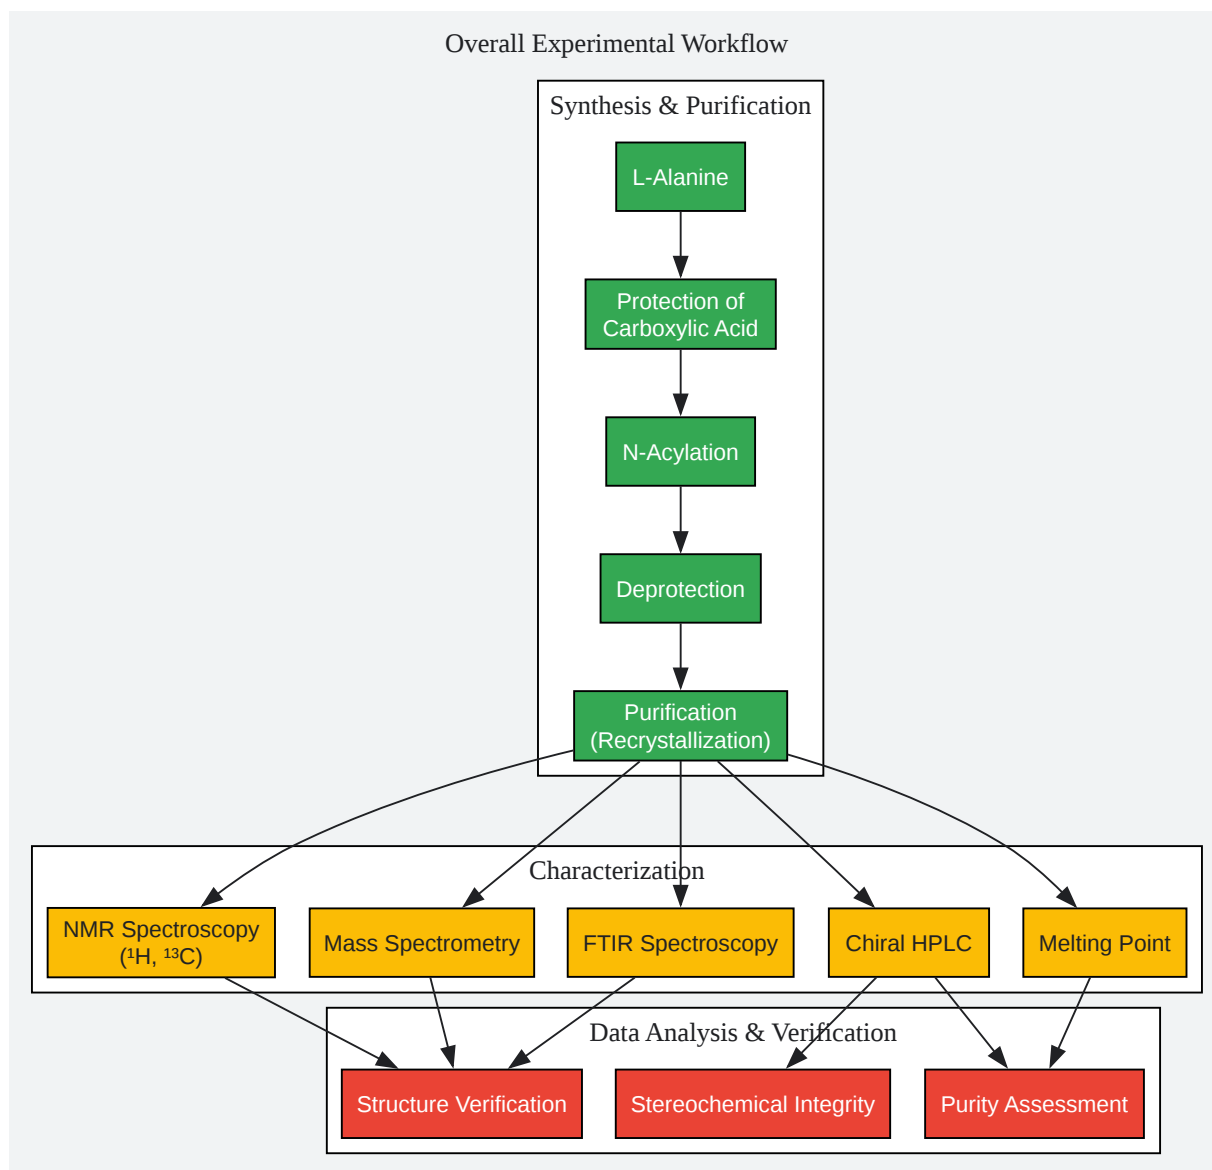 Overall Experimental Workflow
Synthesis & Purification
L-Alanine
Protection of
Carboxylic Acid
N-Acylation
Deprotection
Purification
(Recrystallization)
Characterization
NMR Spectroscopy
(¹H, ¹³C)
Mass Spectrometry
FTIR Spectroscopy
Chiral HPLC
Melting Point
Data Analysis & Verification
Structure Verification
Stereochemical Integrity
Purity Assessment